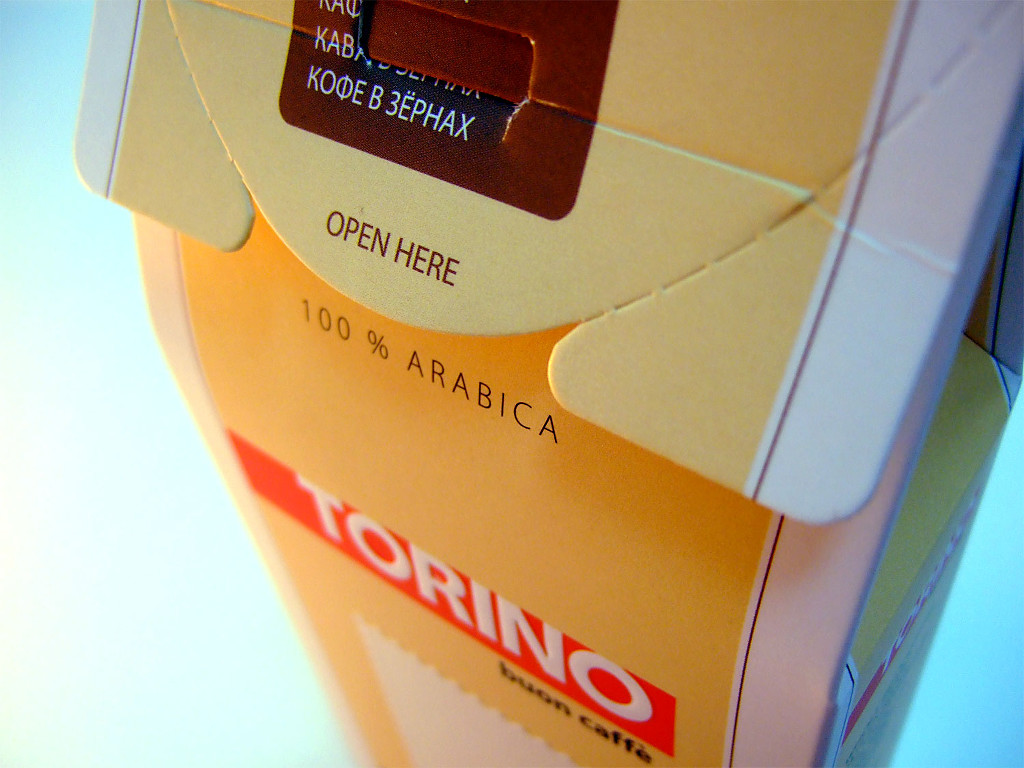 КАВА В ЗЕРНАХ
КОФЕ В ЗЁРНАХ
OPEN HERE
100 % ARABICA
TORINO
buon caffè